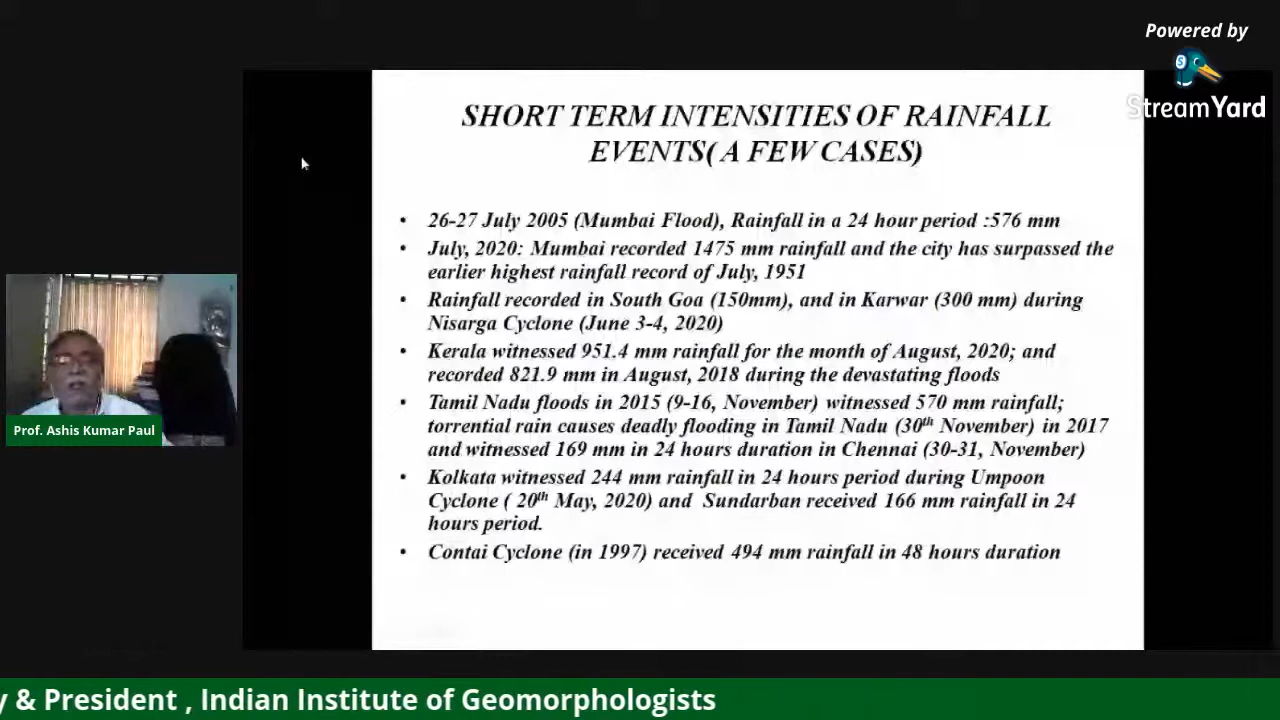 Powered by
StreamYard
SHORT TERM INTENSITIES OF RAINFALL
EVENTS( A FEW CASES)
• 26-27 July 2005 (Mumbai Flood), Rainfall in a 24 hour period :576 mm
• July, 2020: Mumbai recorded 1475 mm rainfall and the city has surpassed the
earlier highest rainfall record of July, 1951
• Rainfall recorded in South Goa (150mm), and in Karwar (300 mm) during
Nisarga Cyclone (June 3-4, 2020)
• Kerala witnessed 951.4 mm rainfall for the month of August, 2020; and
recorded 821.9 mm in August, 2018 during the devastating floods
• Tamil Nadu floods in 2015 (9-16, November) witnessed 570 mm rainfall;
torrential rain causes deadly flooding in Tamil Nadu (30th November) in 2017
and witnessed 169 mm in 24 hours duration in Chennai (30-31, November)
• Kolkata witnessed 244 mm rainfall in 24 hours period during Umpoon
Cyclone ( 20th May, 2020) and Sundarban received 166 mm rainfall in 24
hours period.
• Contai Cyclone (in 1997) received 494 mm rainfall in 48 hours duration
Prof. Ashis Kumar Paul
y & President , Indian Institute of Geomorphologists